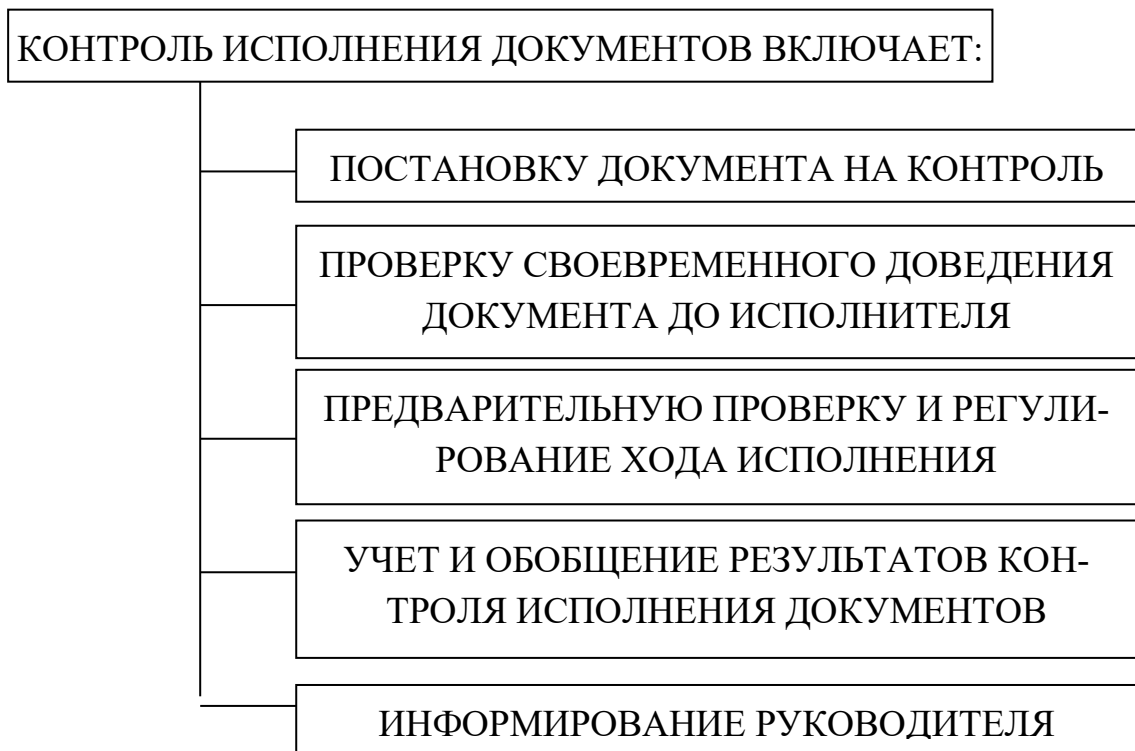 КОНТРОЛЬ ИСПОЛНЕНИЯ ДОКУМЕНТОВ ВКЛЮЧАЕТ:
ПОСТАНОВКУ ДОКУМЕНТА НА КОНТРОЛЬ
ПРОВЕРКУ СВОЕВРЕМЕННОГО ДОВЕДЕНИЯ
ДОКУМЕНТА ДО ИСПОЛНИТЕЛЯ
ПРЕДВАРИТЕЛЬНУЮ ПРОВЕРКУ И РЕГУЛИ-
РОВАНИЕ ХОДА ИСПОЛНЕНИЯ
УЧЕТ И ОБОБЩЕНИЕ РЕЗУЛЬТАТОВ КОН-
ТРОЛЯ ИСПОЛНЕНИЯ ДОКУМЕНТОВ
ИНФОРМИРОВАНИЕ РУКОВОДИТЕЛЯ